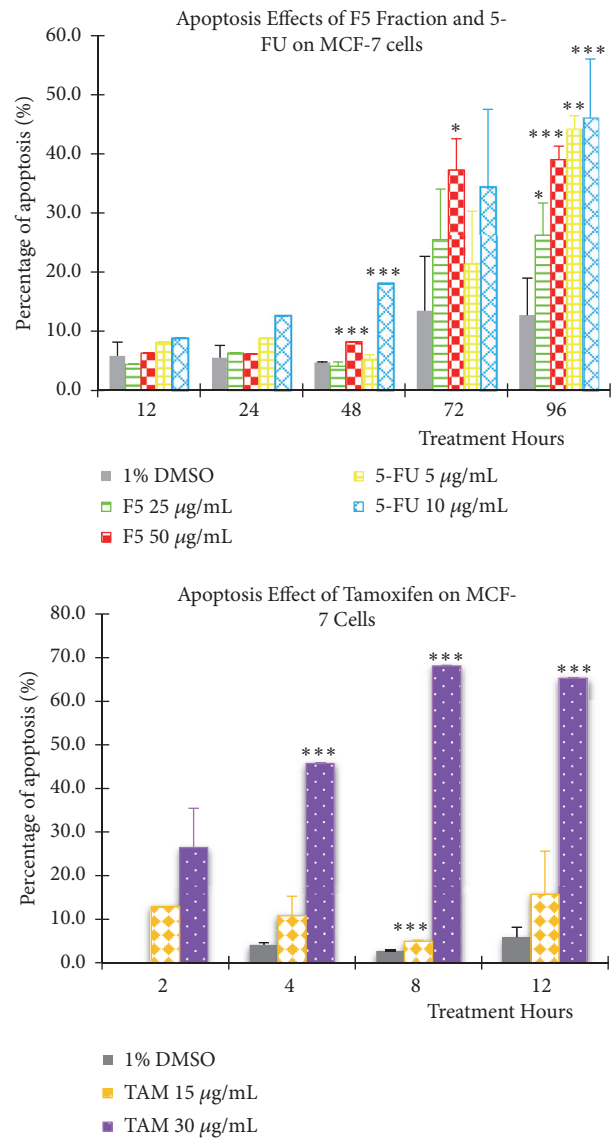 Apoptosis Effects of F5 Fraction and 5-
FU on MCF-7 cells
Percentage of apoptosis (%)
60.0
50.0
40.0
30.0
20.0
10.0
0.0
***
*
***
*
***
**
***
12
24
48
72
96
Treatment Hours
1% DMSO
F5 25 μg/mL
F5 50 μg/mL
5-FU 5 μg/mL
5-FU 10 μg/mL
Apoptosis Effect of Tamoxifen on MCF-
7 Cells
Percentage of apoptosis (%)
80.0
70.0
60.0
50.0
40.0
30.0
20.0
10.0
0.0
***
***
***
***
2
4
8
12
Treatment Hours
1% DMSO
TAM 15 μg/mL
TAM 30 μg/mL